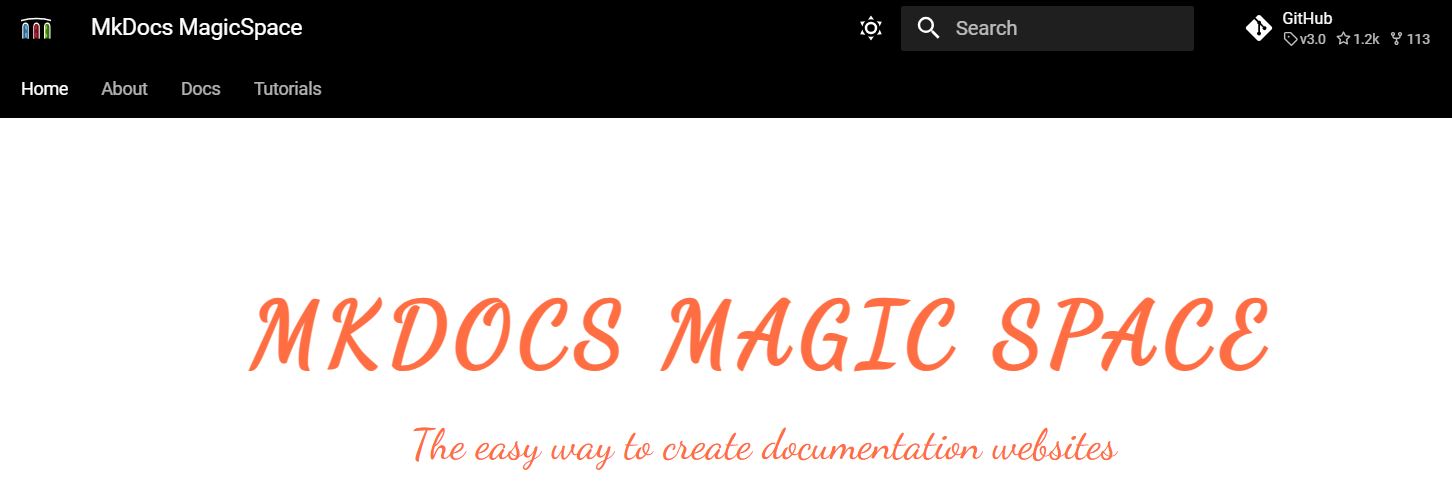 MkDocs MagicSpace
Search
GitHub
v3.0 1.2k 113
Home About Docs Tutorials
MKDOCS MAGIC SPACE
The easy way to create documentation websites